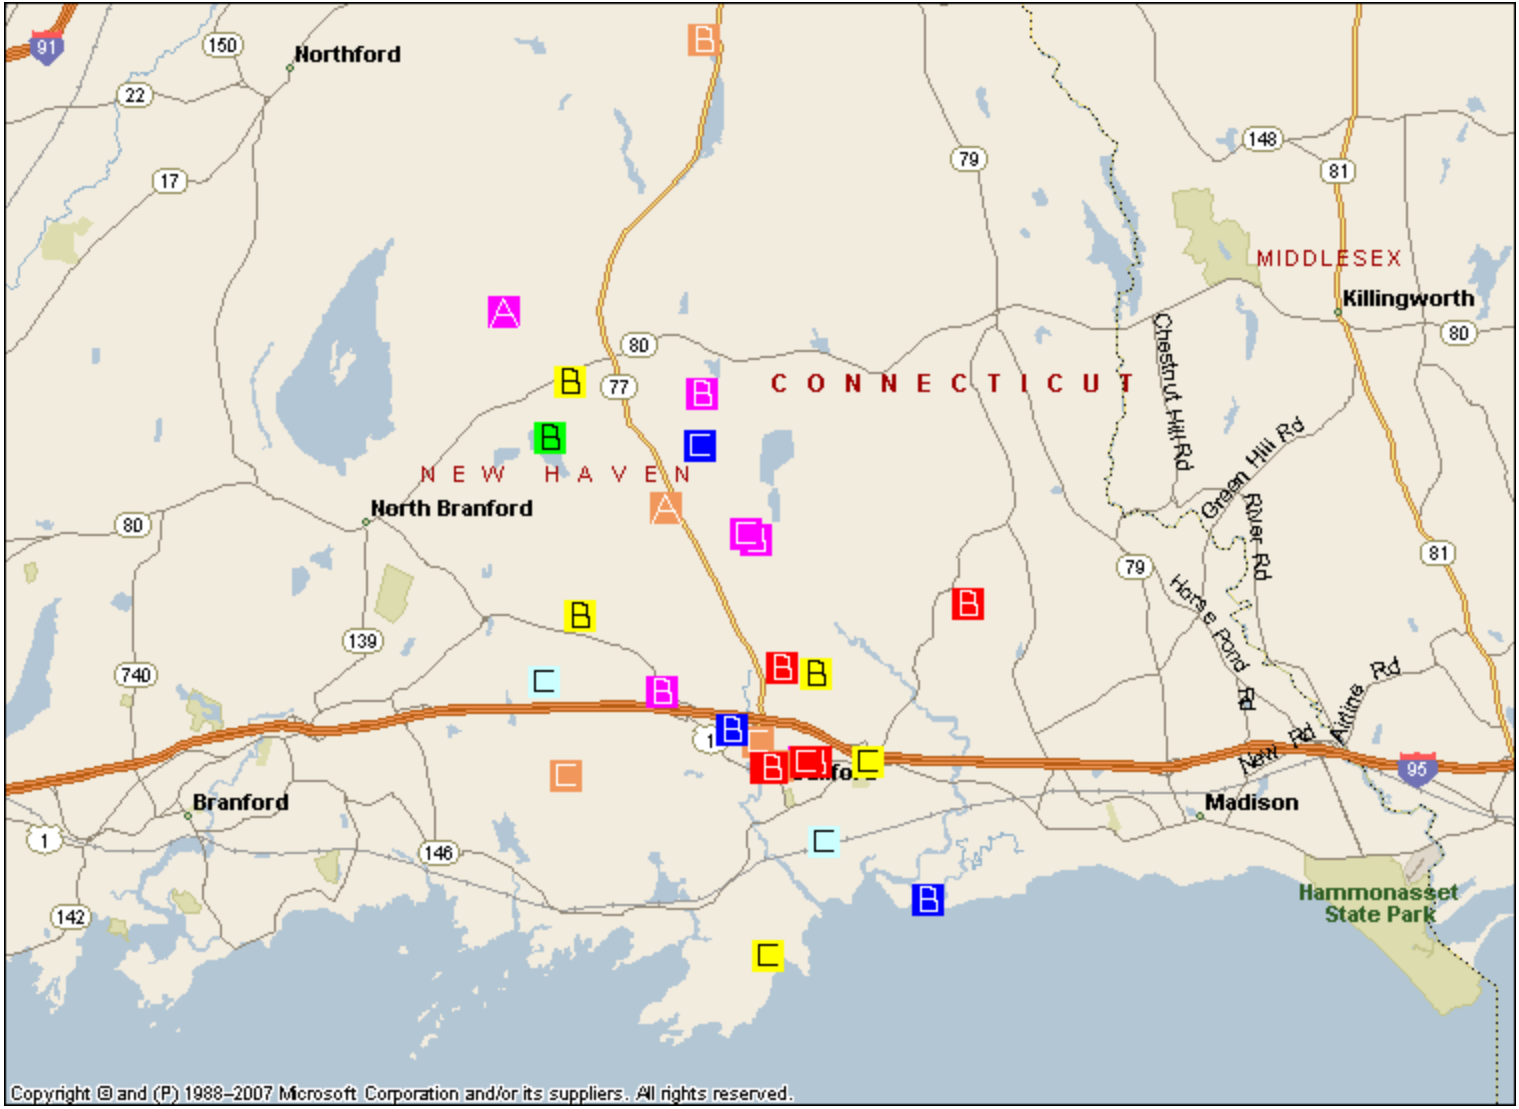 91
150
Northford
B
22
79
148
81
17
MIDDLESEX
A
Killingworth
80
80
B
77
B
CONNECTICUT
Chestnut Hill Rd
B
C
Green Hill Rd
NEW HAVEN
A
North Branford
River Rd
80
C
81
79
B
Horse Pond Rd
B
139
B
B
740
C
B
Airline Rd
B
1
C
New Rd
C
B
C
C
95
Branford
Madison
1
C
146
B
Hammonasset
State Park
142
C
Copyright © and (P) 1988–2007 Microsoft Corporation and/or its suppliers. All rights reserved.